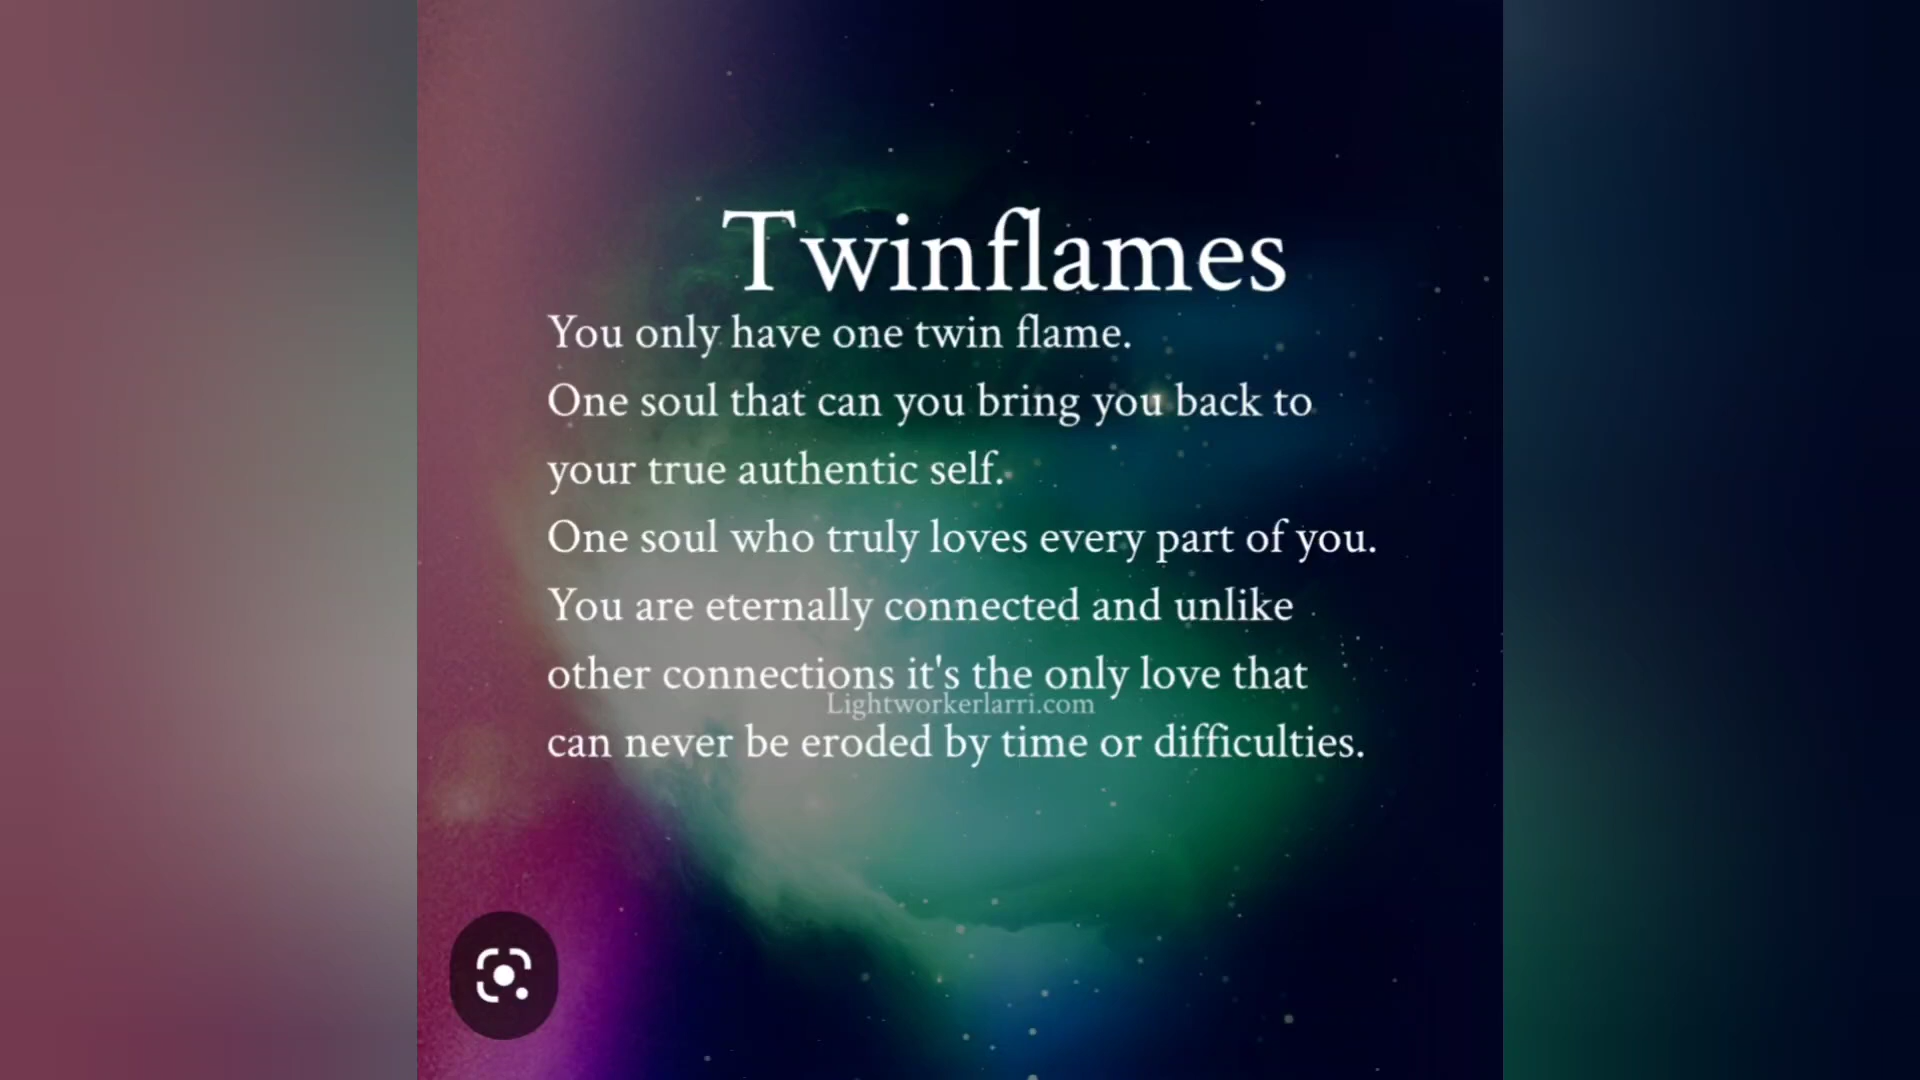 Twinflames
You only have one twin flame.
One soul that can you bring you back to
your true authentic self.
One soul who truly loves every part of you.
You are eternally connected and unlike
other connections it's the only love that
Lightworkerlarri.com
can never be eroded by time or difficulties.